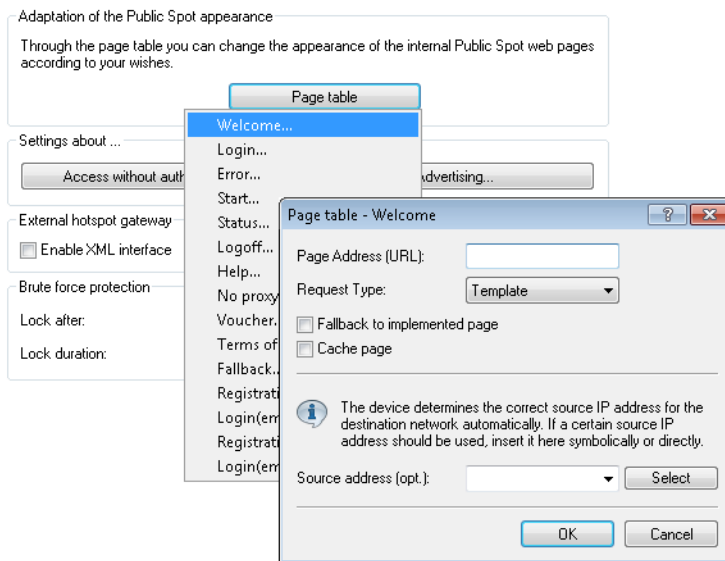 Adaptation of the Public Spot appearance
Through the page table you can change the appearance of the internal Public Spot web pages
according to your wishes.
Page table
Welcome...
Login...
Error...
Start...
Status...
Logoff...
Help...
No proxy
Voucher.
Terms of
Fallback..
Registrati
Login(em
Registrati
Login(em
Settings about ...
Access without auth
dvertising...
External hotspot gateway
Enable XML interface
Brute force protection
Lock after:
Lock duration:
Page table - Welcome
?
Page Address (URL):
Request Type:
Template
Fallback to implemented page
Cache page
The device determines the correct source IP address for the
destination network automatically. If a certain source IP
address should be used, insert it here symbolically or directly.
Source address (opt.):
Select
OK
Cancel